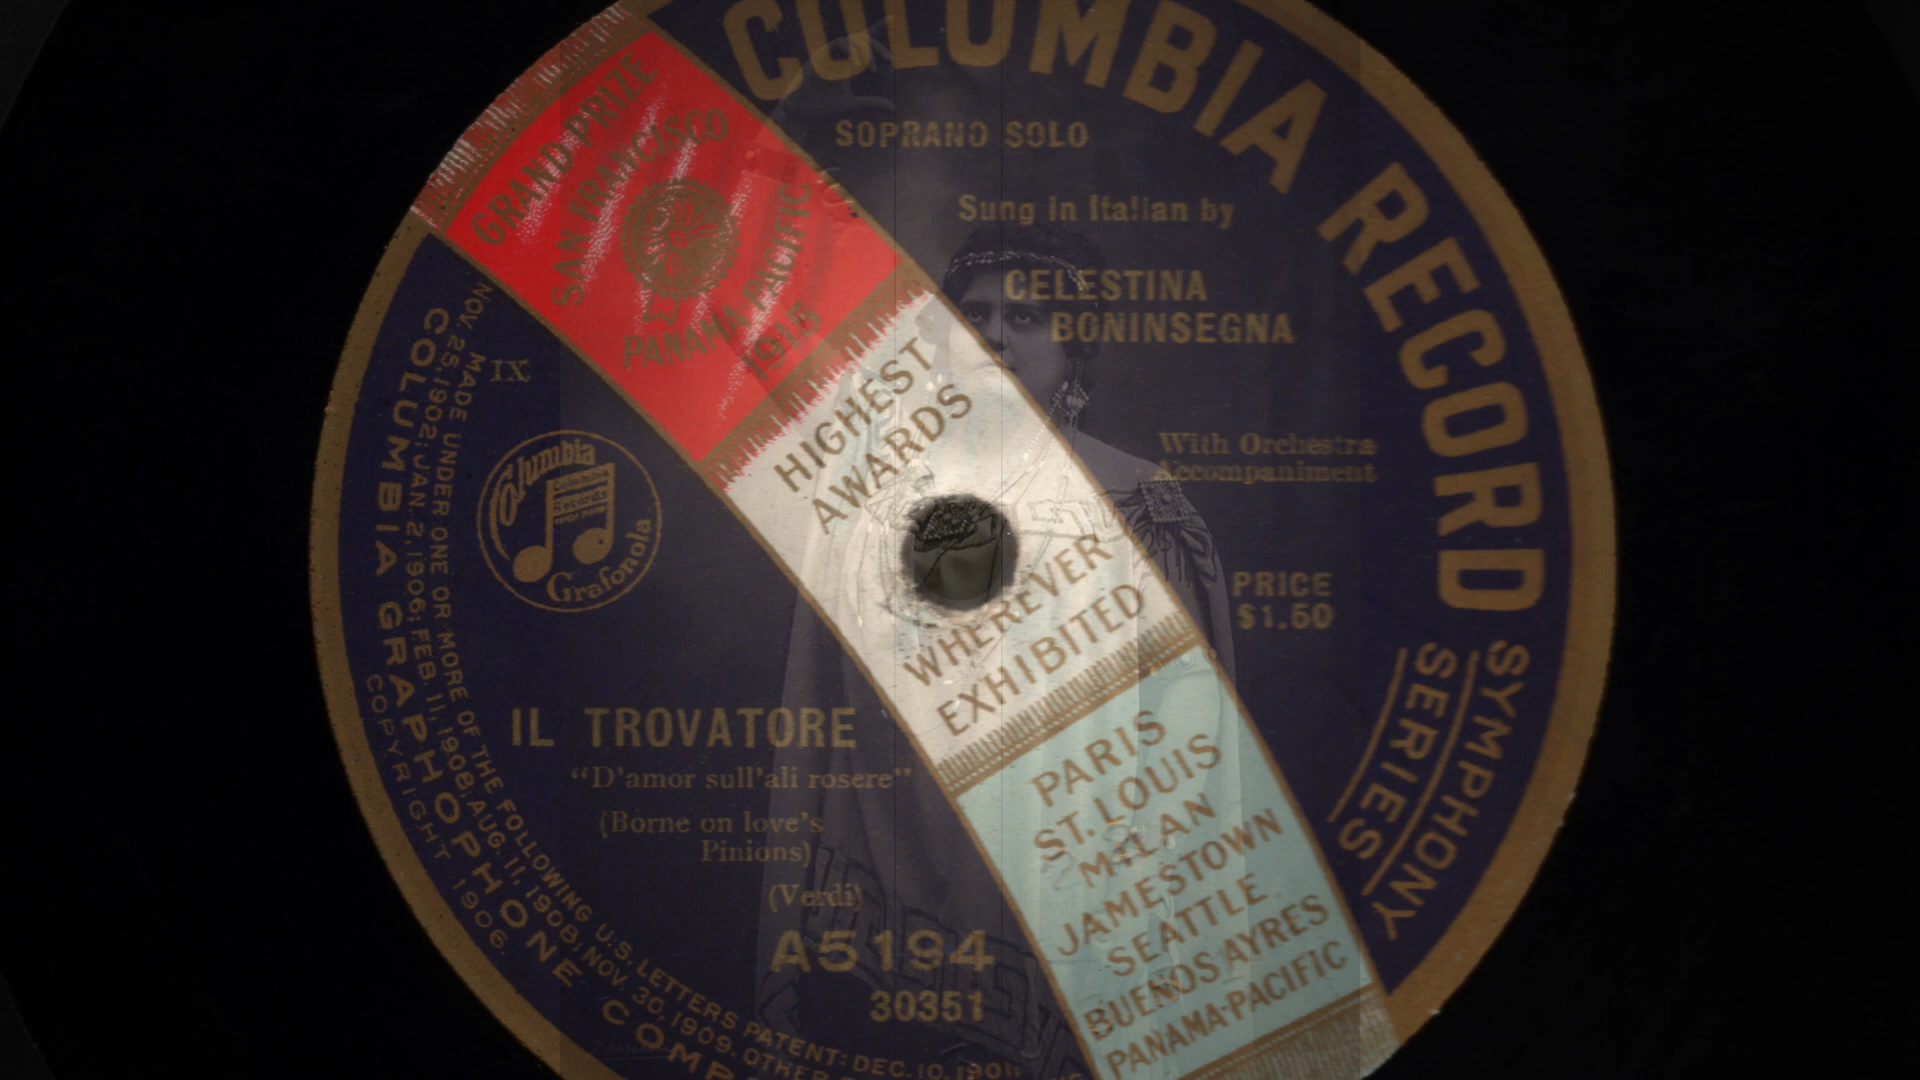 COLUMBIA RECORD
SYMPHONY
SERIES
SOPRANO SOLO
Sung in Italian by
CELESTINA
BONINSEGNA
With Orchestra
Accompaniment
PRICE
$1.50
GRAND PRIZE
SAN FRANCISCO
PANAMA-PACIFIC
1915
HIGHEST
AWARDS
WHEREVER
EXHIBITED
PARIS
ST. LOUIS
MILAN
JAMESTOWN
SEATTLE
BUENOS AYRES
PANAMA-PACIFIC
IX
Columbia
Columbia
Records
Grafonola
IL TROVATORE
“D'amor sull'ali rosere”
(Borne on love's
Pinions)
(Verdi)
A5194
30351
MADE UNDER ONE OR MORE OF THE FOLLOWING U.S. LETTERS PATENT: DEC. 10, 1901;
NOV. 25, 1902; JAN. 2, 1906; FEB. 11, 1908; AUG. 11, 1908; NOV. 30, 1909. OTHER
COLUMBIA GRAPHOPHONE
COPYRIGHT 1906.